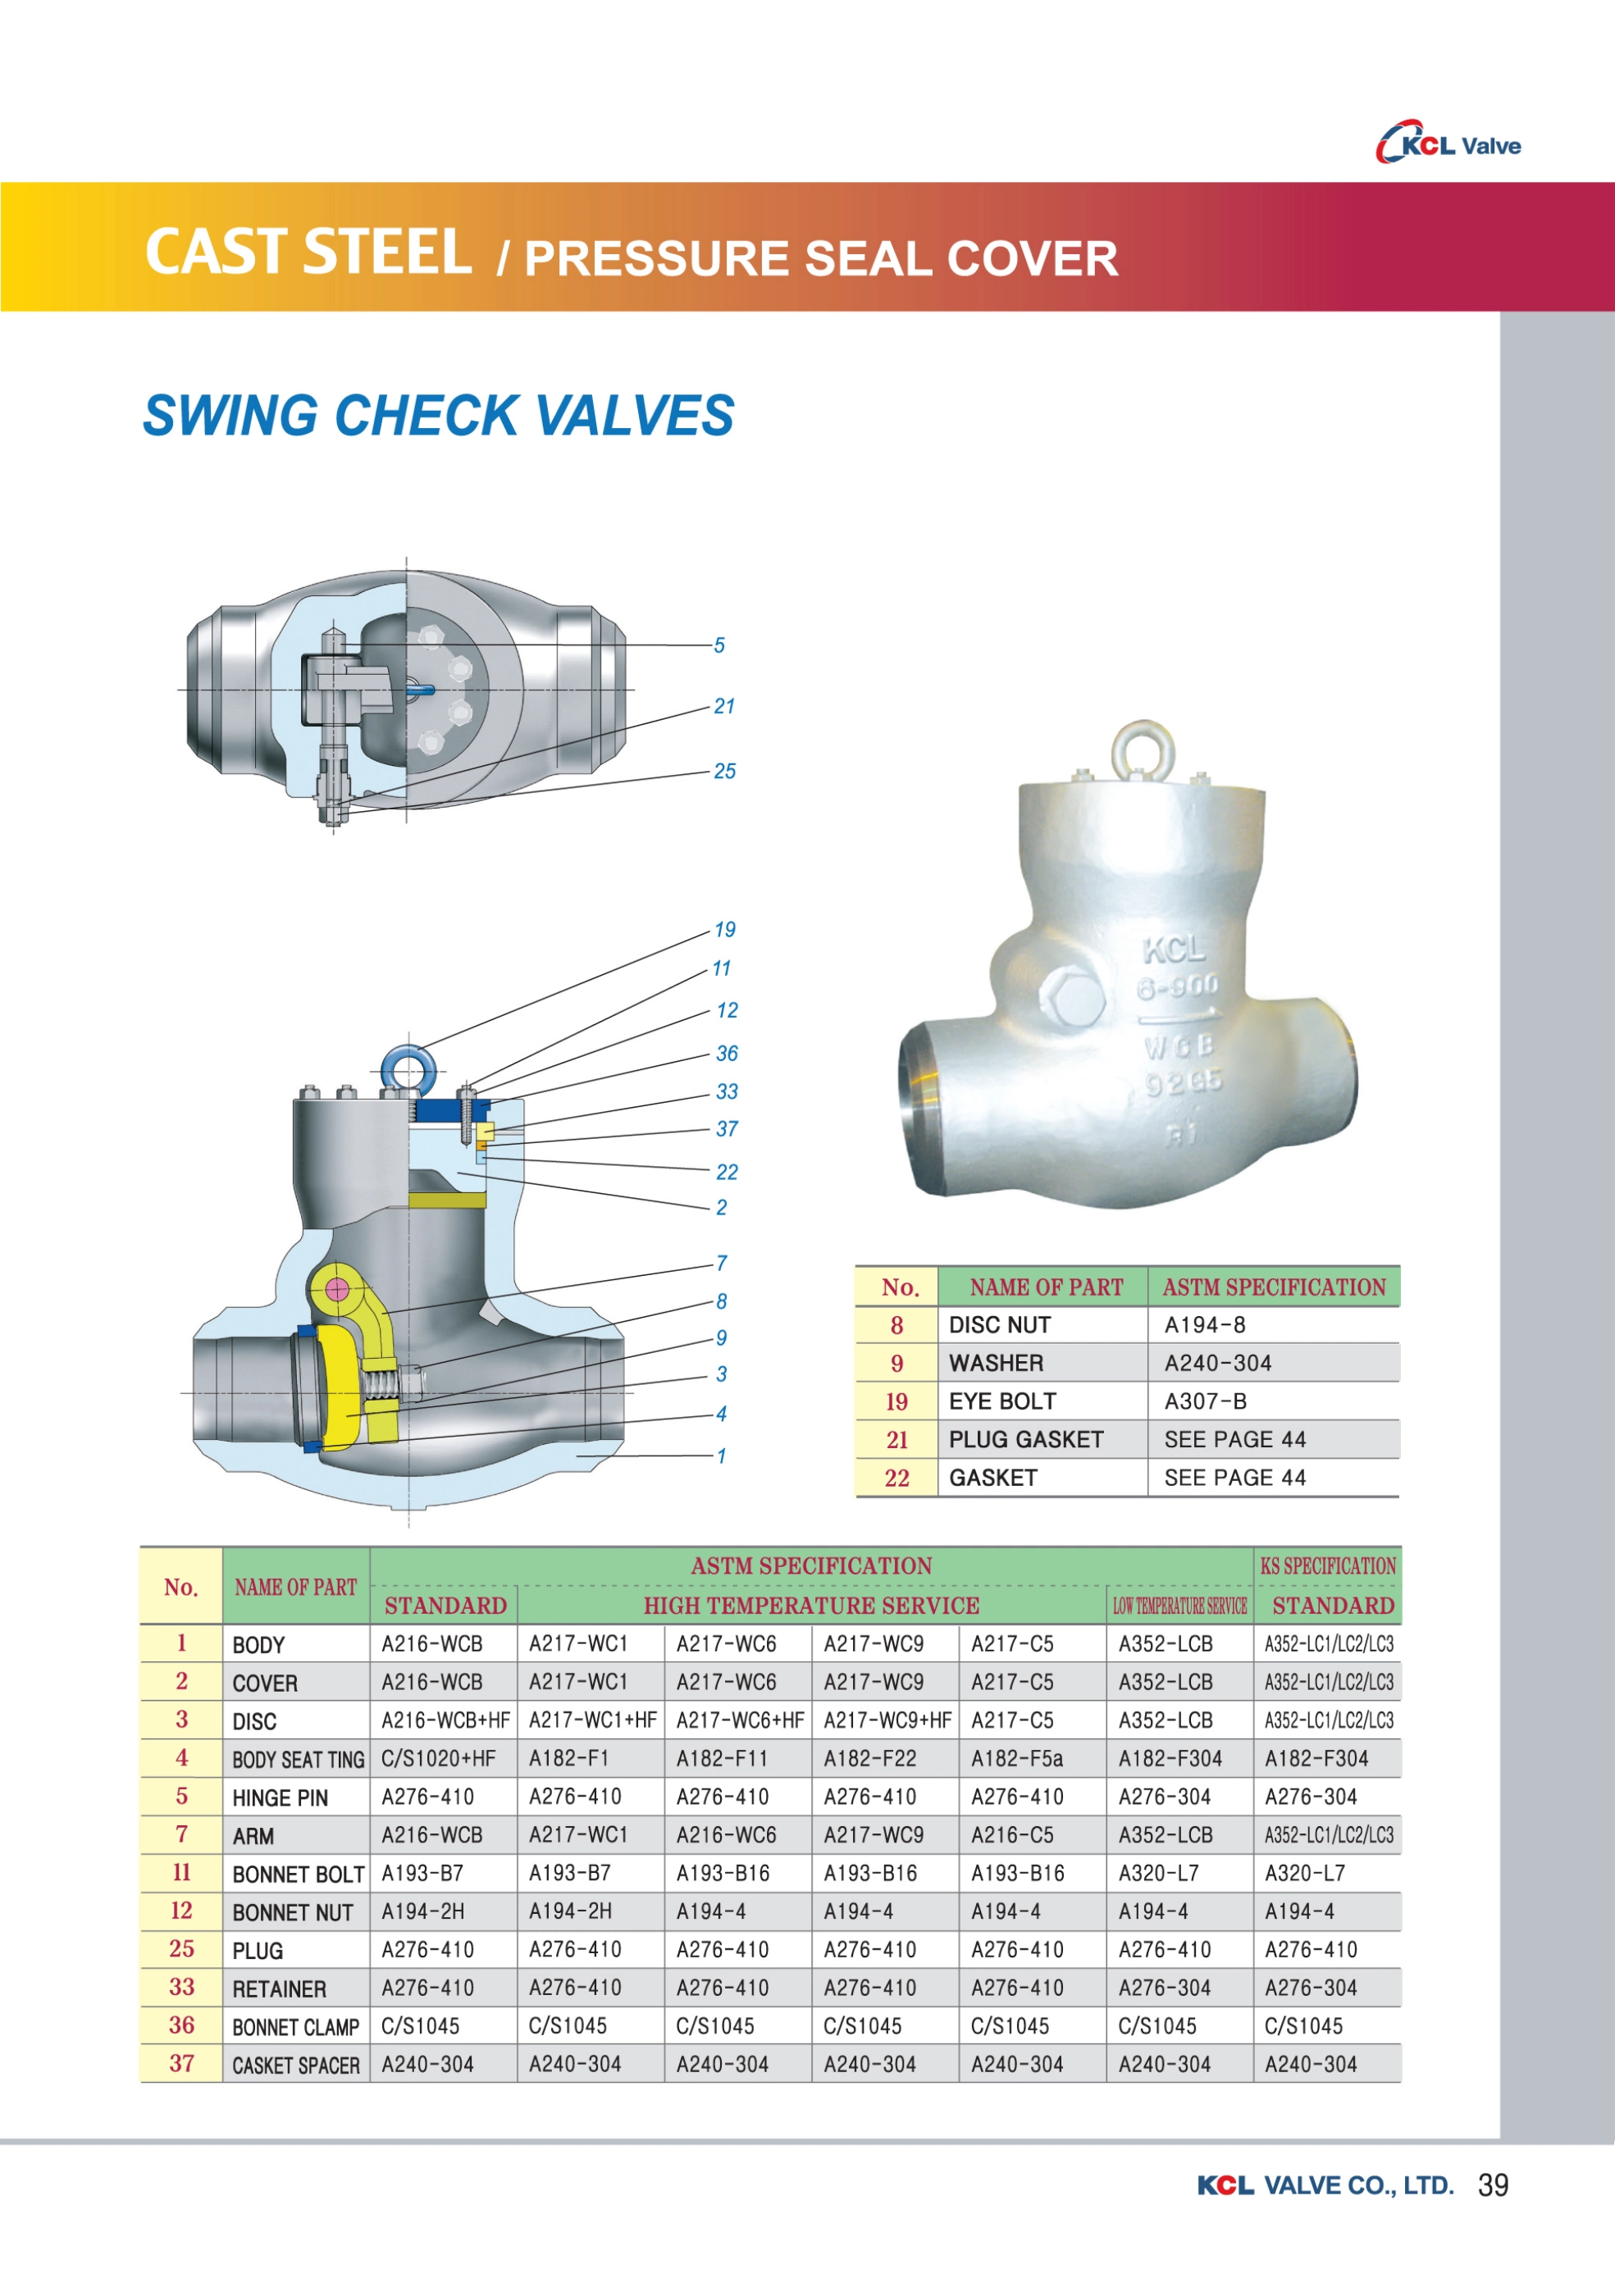 KCL Valve
CAST STEEL / PRESSURE SEAL COVER
SWING CHECK VALVES
5
21
25
19
11
12
36
33
37
22
2
7
8
9
3
4
1
KCL
6-900
WCB
92G5
No. NAME OF PART ASTM SPECIFICATION
8 DISC NUT A194-8
9 WASHER A240-304
19 EYE BOLT A307-B
21 PLUG GASKET SEE PAGE 44
22 GASKET SEE PAGE 44
No. NAME OF PART ASTM SPECIFICATION KS SPECIFICATION
STANDARD HIGH TEMPERATURE SERVICE LOW TEMPERATURE SERVICE STANDARD
1 BODY A216-WCB A217-WC1 A217-WC6 A217-WC9 A217-C5 A352-LCB A352-LC1/LC2/LC3
2 COVER A216-WCB A217-WC1 A217-WC6 A217-WC9 A217-C5 A352-LCB A352-LC1/LC2/LC3
3 DISC A216-WCB+HF A217-WC1+HF A217-WC6+HF A217-WC9+HF A217-C5 A352-LCB A352-LC1/LC2/LC3
4 BODY SEAT TING C/S1020+HF A182-F1 A182-F11 A182-F22 A182-F5a A182-F304 A182-F304
5 HINGE PIN A276-410 A276-410 A276-410 A276-410 A276-410 A276-304 A276-304
7 ARM A216-WCB A217-WC1 A216-WC6 A217-WC9 A216-C5 A352-LCB A352-LC1/LC2/LC3
11 BONNET BOLT A193-B7 A193-B7 A193-B16 A193-B16 A193-B16 A320-L7 A320-L7
12 BONNET NUT A194-2H A194-2H A194-4 A194-4 A194-4 A194-4 A194-4
25 PLUG A276-410 A276-410 A276-410 A276-410 A276-410 A276-410 A276-410
33 RETAINER A276-410 A276-410 A276-410 A276-410 A276-410 A276-304 A276-304
36 BONNET CLAMP C/S1045 C/S1045 C/S1045 C/S1045 C/S1045 C/S1045 C/S1045
37 CASKET SPACER A240-304 A240-304 A240-304 A240-304 A240-304 A240-304 A240-304
KCL VALVE CO., LTD. 39